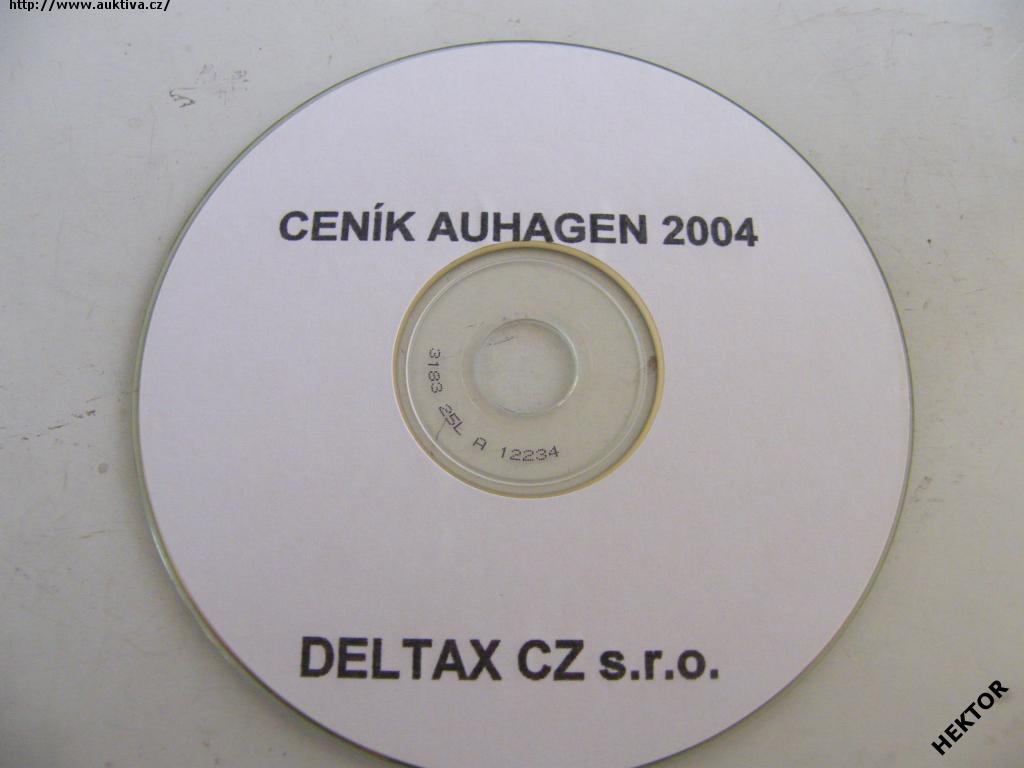 http://www.auktiva.cz/
CENÍK AUHAGEN 2004
3183 25L A 12234
DELTAX CZ s.r.o.
HEKTOR